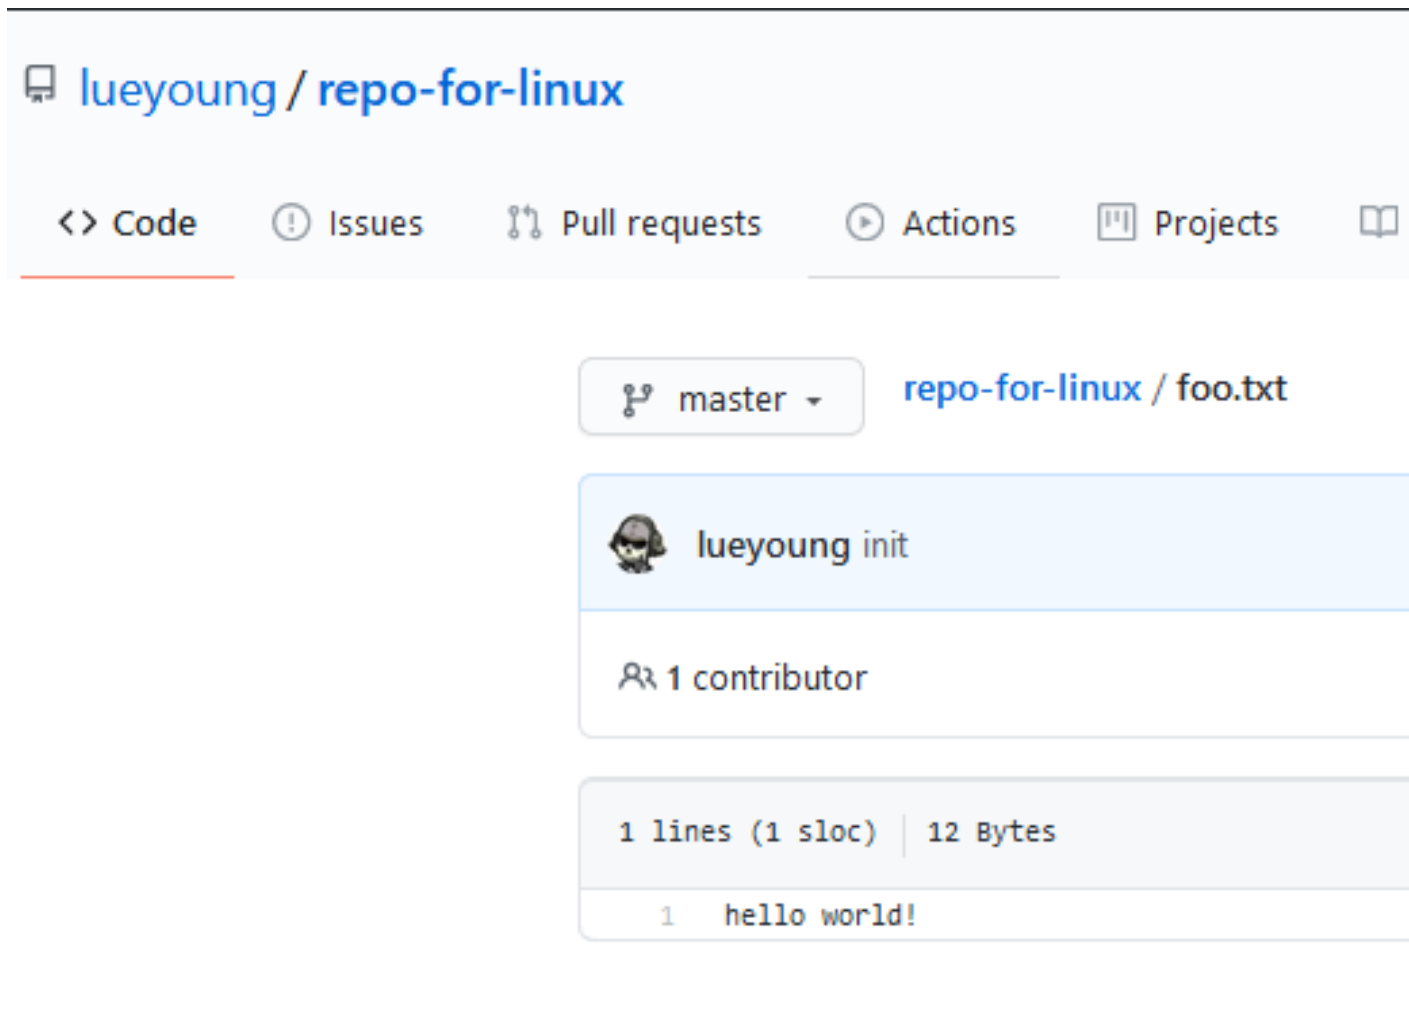 lueyoung / repo-for-linux
<> Code Issues Pull requests Actions Projects
master repo-for-linux / foo.txt
lueyoung init
1 contributor
1 lines (1 sloc) 12 Bytes
1 hello world!